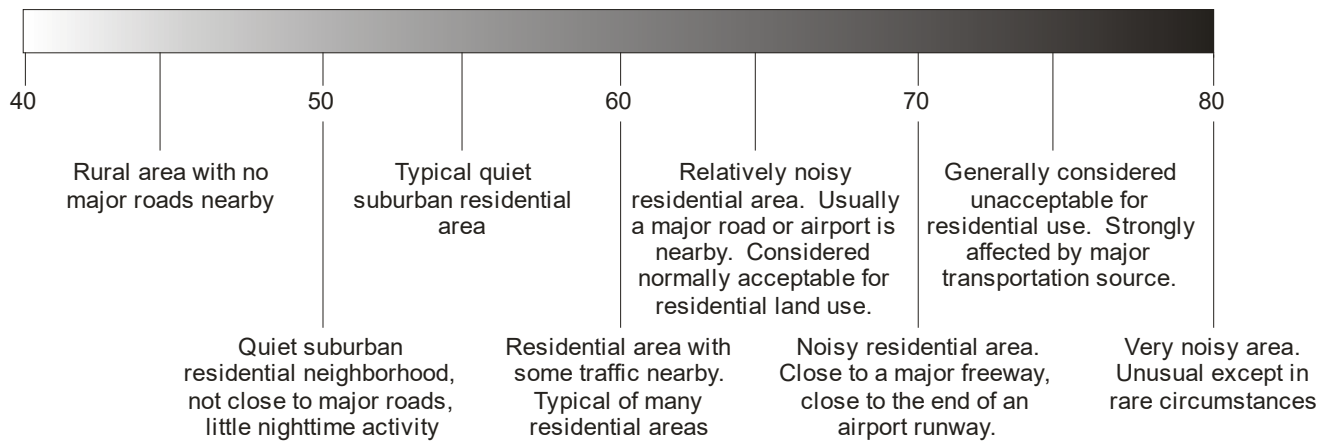 40
50
60
70
80
Rural area with no
major roads nearby
Typical quiet
suburban residential
area
Relatively noisy
residential area.  Usually
a major road or airport is
nearby.  Considered
normally acceptable for
residential land use.
Generally considered
unacceptable for
residential use.  Strongly
affected by major
transportation source.
Quiet suburban
residential neighborhood,
not close to major roads,
little nighttime activity
Residential area with
some traffic nearby.
Typical of many
residential areas
Noisy residential area.
Close to a major freeway,
close to the end of an
airport runway.
Very noisy area.
Unusual except in
rare circumstances